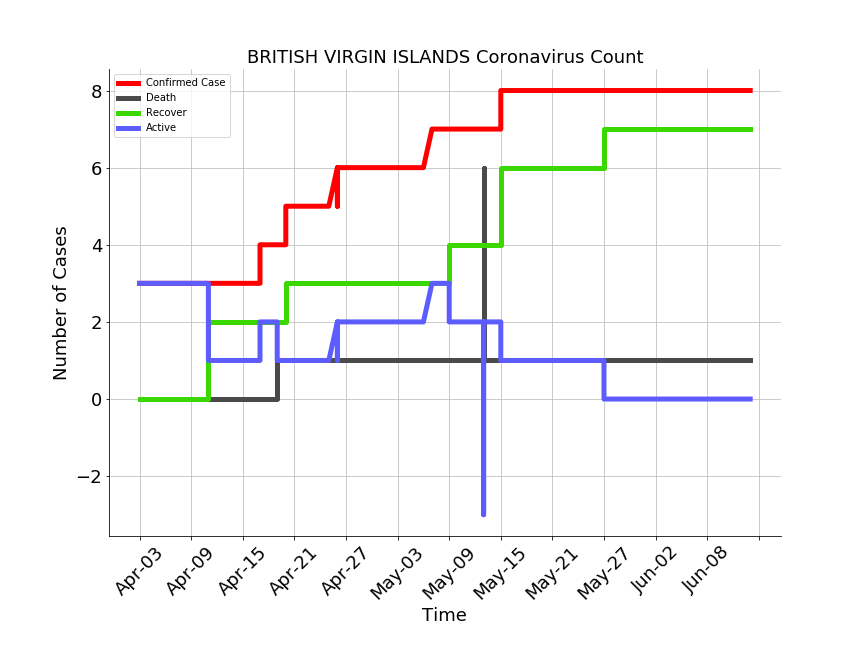 BRITISH VIRGIN ISLANDS Coronavirus Count
Confirmed Case
Death
Recover
Active
Number of Cases
8
6
4
2
0
−2
Apr-03
Apr-09
Apr-15
Apr-21
Apr-27
May-03
May-09
May-15
May-21
May-27
Jun-02
Jun-08
Time